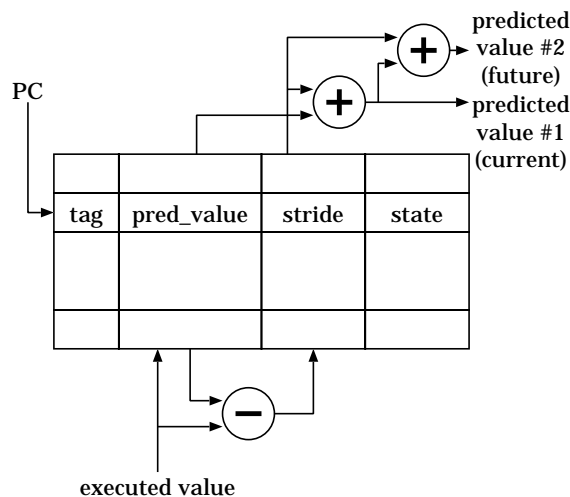 predicted
value #2
(future)
PC
predicted
value #1
(current)
tag pred_value stride state
executed value